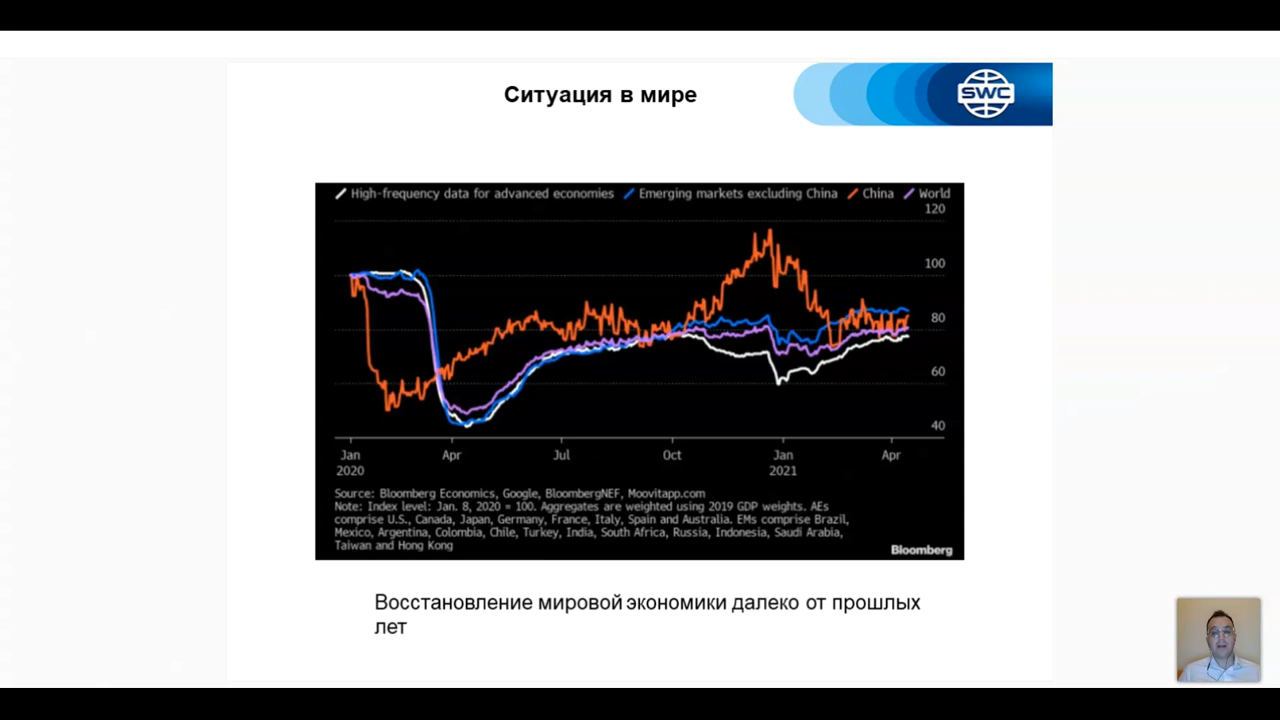 Ситуация в мире
SWC
High-frequency data for advanced economies Emerging markets excluding China China World
120
100
80
60
40
Jan Apr Jul Oct Jan Apr
2020 2021
Source: Bloomberg Economics, Google, BloombergNEF, Moovitapp.com
Note: Index level: Jan. 8, 2020 = 100. Aggregates are weighted using 2019 GDP weights. AEs
comprise U.S., Canada, Japan, Germany, France, Italy, Spain and Australia. EMs comprise Brazil,
Mexico, Argentina, Colombia, Chile, Turkey, India, South Africa, Russia, Indonesia, Saudi Arabia,
Taiwan and Hong Kong
Bloomberg
Восстановление мировой экономики далеко от прошлых
лет